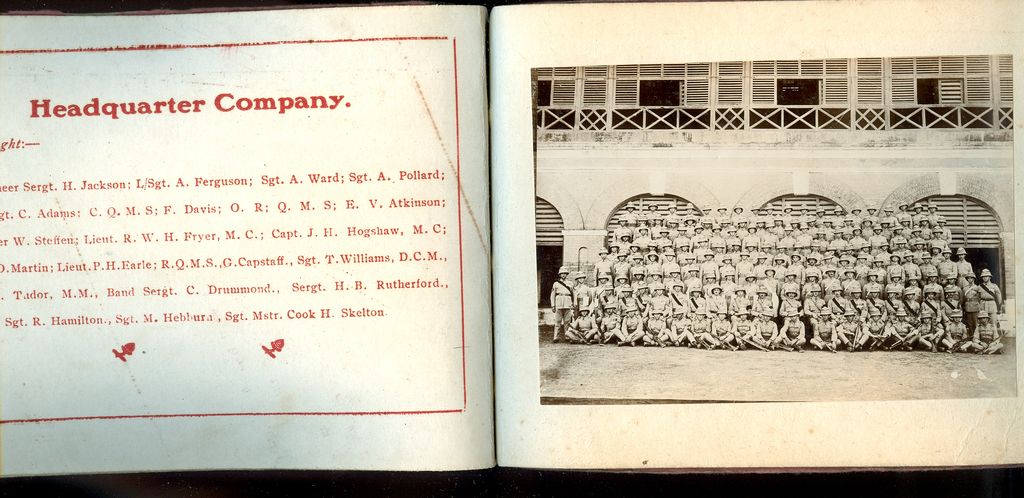 Headquarter Company.
ght:—
eer Sergt. H. Jackson; L/Sgt. A. Ferguson; Sgt. A. Ward; Sgt. A. Pollard;
gt. C. Adams; C. Q. M. S; F. Davis; O. R; Q. M. S; E. V. Atkinson;
er W. Steffen; Lieut. R. W. H. Fryer, M. C.; Capt. J. H. Hogshaw, M. C;
D.Martin; Lieut.P.H.Earle; R.Q.M.S.,G.Capstaff., Sgt. T.Williams, D.C.M.,
. Tudor, M.M., Band Sergt. C. Drummond., Sergt. H.B. Rutherford.,
Sgt. R. Hamilton., Sgt. M. Hebburn., Sgt. Mstr. Cook H. Skelton.